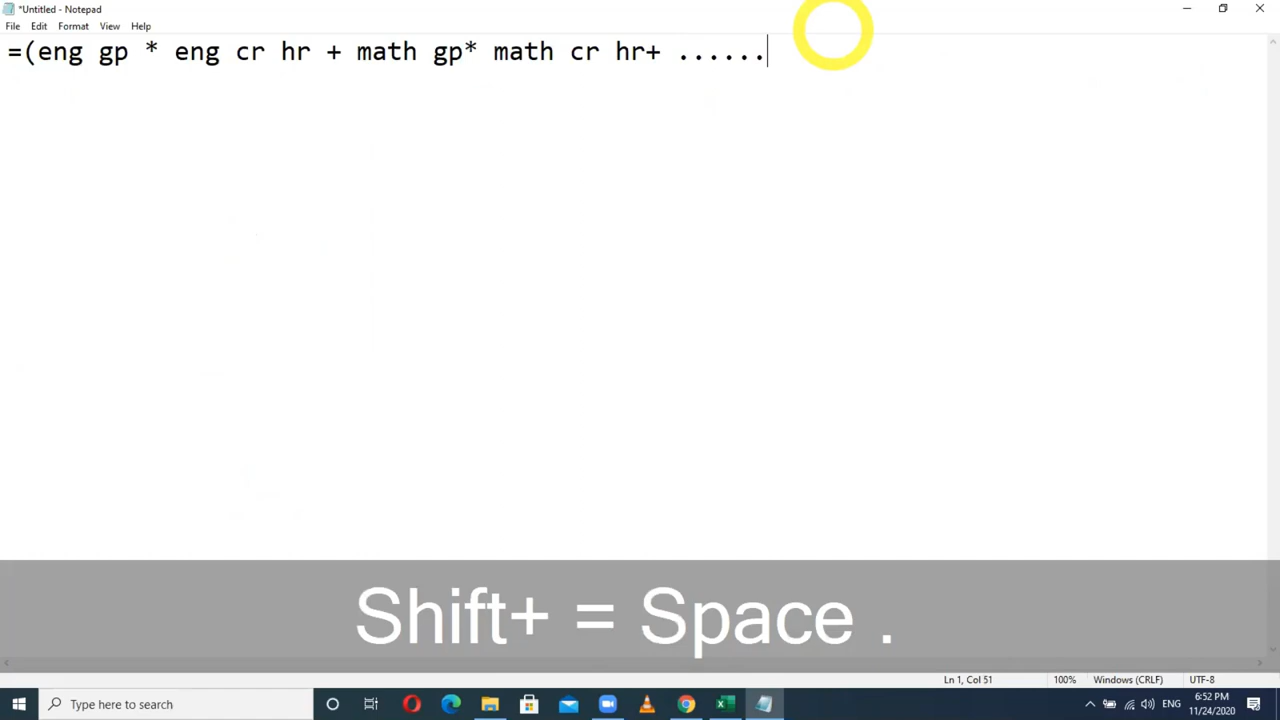 *Untitled - Notepad
File Edit Format View Help
=(eng gp * eng cr hr + math gp* math cr hr+ ......
Shift+ = Space .
Ln 1, Col 51 100% Windows (CRLF) UTF-8
Type here to search
ENG
6:52 PM
11/24/2020